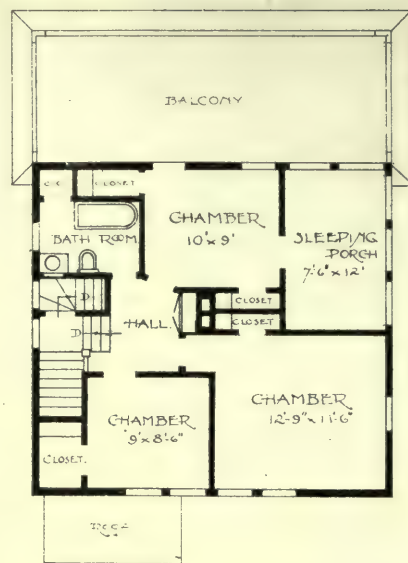 BALCONY
CLOSET
CHAMBER
10'x 9'
BATH ROOM.
SLEEPING
PORCH
7'-6"x 12'
D
CLOSET
CLOSET
D
HALL.
CHAMBER
12'-9"x 11'-6"
CHAMBER
9'x 8'-6"
CLOSET.
ROOF